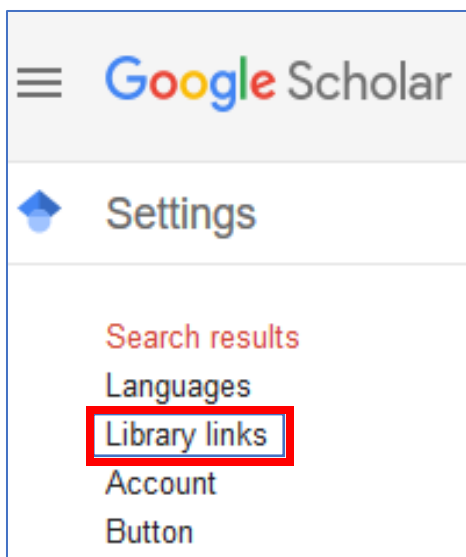 Google Scholar
Settings
Search results
Languages
Library links
Account
Button